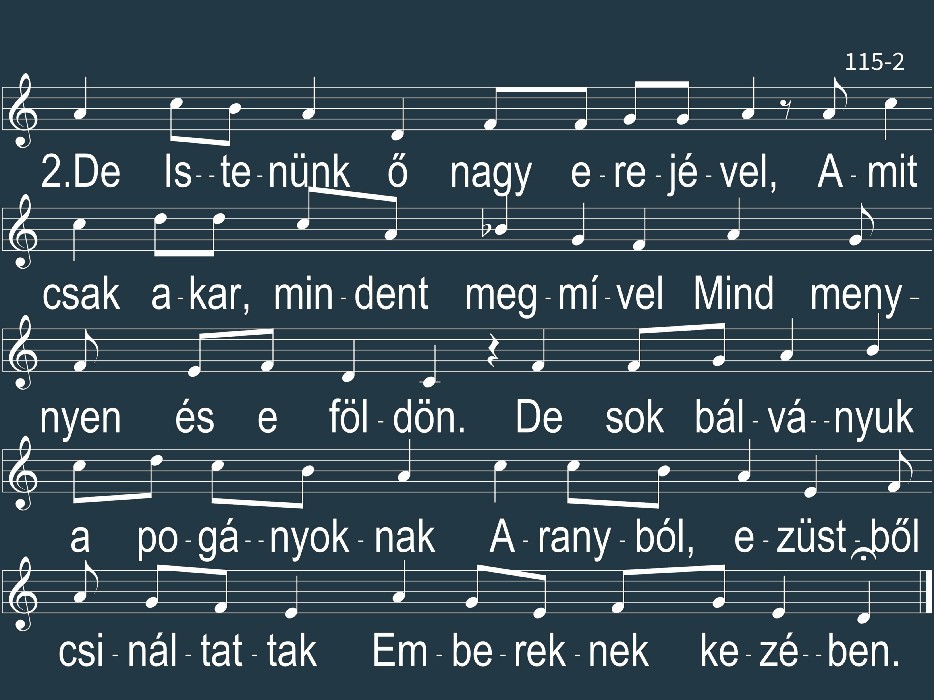 115-2
2.De Is--te-nünk ő nagy e-re-jé-vel, A-mit
csak a-kar, min-dent meg-mí-vel Mind meny-
nyen és e föl-dön. De sok bál-vá--nyuk
a po-gá--nyok-nak A-rany-ból, e-züst-ből
csi-nál-tat-tak Em-be-rek-nek ke-zé--ben.